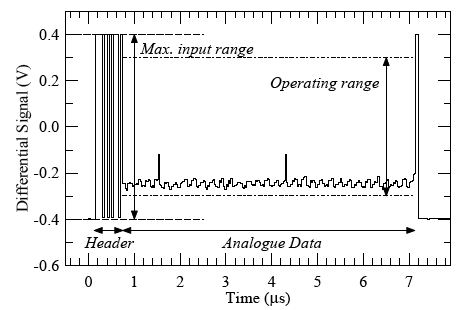 0.4
Max. input range
0.2
Operating range
0.0
-0.2
-0.4
Header
Analogue Data
-0.6
0 1 2 3 4 5 6 7
Time (µs)
Differential Signal (V)